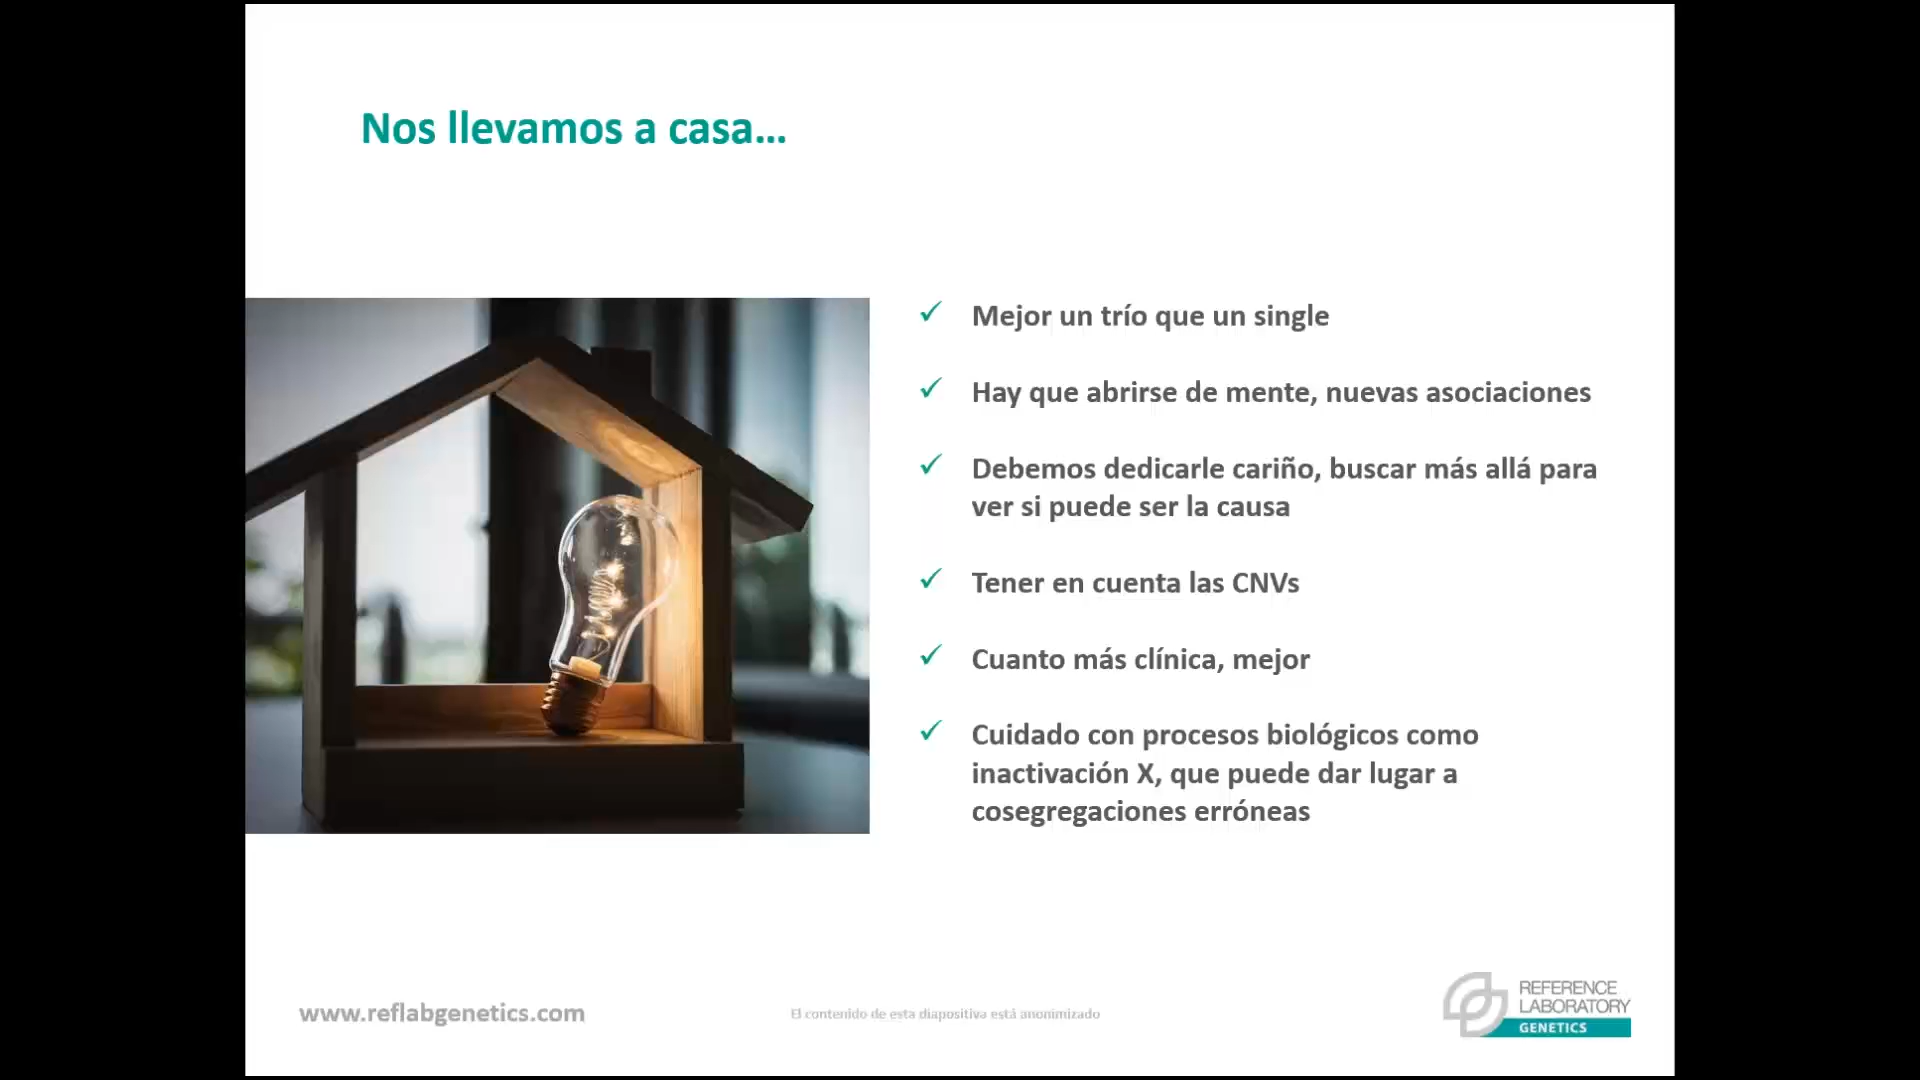 Nos llevamos a casa...
Mejor un trío que un single
Hay que abrirse de mente, nuevas asociaciones
Debemos dedicarle cariño, buscar más allá para
ver si puede ser la causa
Tener en cuenta las CNVs
Cuanto más clínica, mejor
Cuidado con procesos biológicos como
inactivación X, que puede dar lugar a
cosegregaciones erróneas
www.reflabgenetics.com
El contenido de esta diapositiva está anonimizado
REFERENCE
LABORATORY
GENETICS